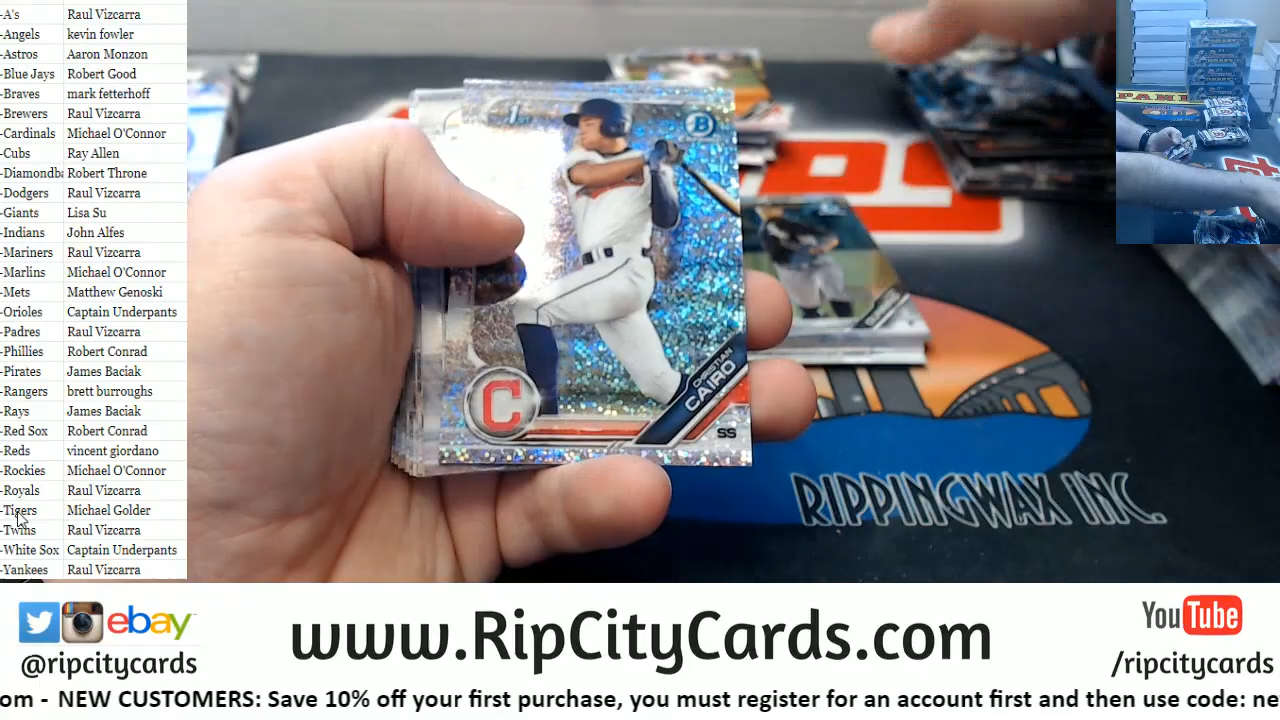 -A's Raul Vizcarra
-Angels kevin fowler
-Astros Aaron Monzon
-Blue Jays Robert Good
-Braves mark fetterhoff
-Brewers Raul Vizcarra
-Cardinals Michael O'Connor
-Cubs Ray Allen
-Diamondba Robert Throne
-Dodgers Raul Vizcarra
-Giants Lisa Su
-Indians John Alfes
-Mariners Raul Vizcarra
-Marlins Michael O'Connor
-Mets Matthew Genoski
-Orioles Captain Underpants
-Padres Raul Vizcarra
-Phillies Robert Conrad
-Pirates James Baciak
-Rangers brett burroughs
-Rays James Baciak
-Red Sox Robert Conrad
-Reds vincent giordano
-Rockies Michael O'Connor
-Royals Raul Vizcarra
-Tigers Michael Golder
-Twins Raul Vizcarra
-White Sox Captain Underpants
-Yankees Raul Vizcarra
1st
B
C
CHRISTIAN
CAIRO
SS
RIPPINGWAX INC.
ebay
@ripcitycards
www.RipCityCards.com
YouTube
/ripcitycards
om - NEW CUSTOMERS: Save 10% off your first purchase, you must register for an account first and then use code: ne